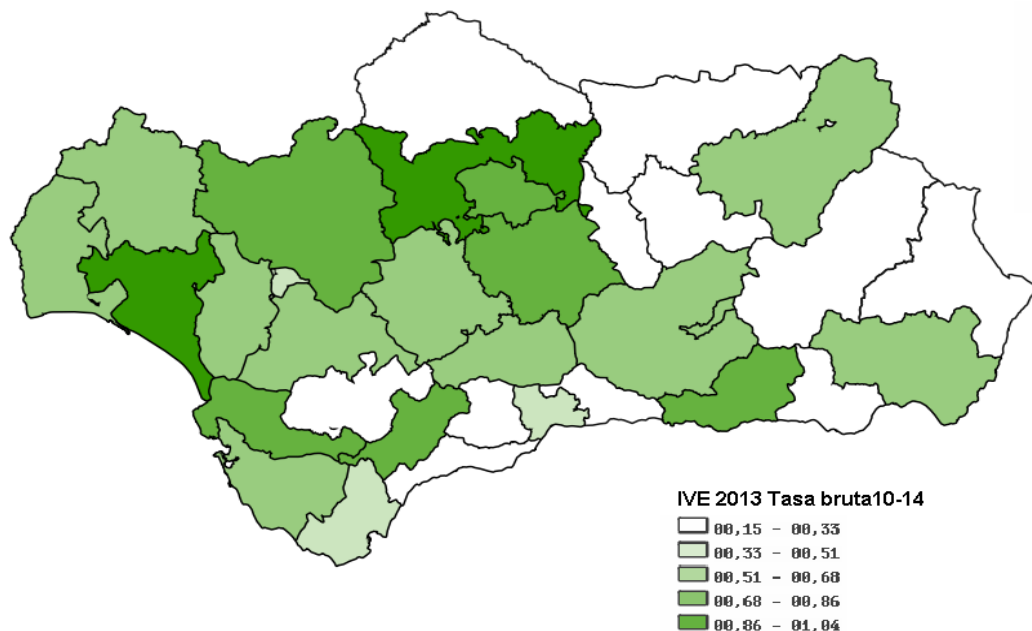 IVE 2013 Tasa bruta10-14
00,15 - 00,33
00,33 - 00,51
00,51 - 00,68
00,68 - 00,86
00,86 - 01,04